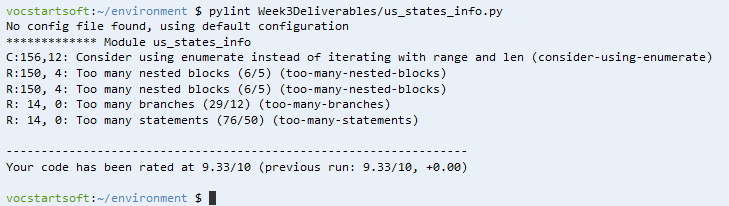 vocstartsoft:~/environment $ pylint Week3Deliverables/us_states_info.py
No config file found, using default configuration
************* Module us_states_info
C:156,12: Consider using enumerate instead of iterating with range and len (consider-using-enumerate)
R:150, 4: Too many nested blocks (6/5) (too-many-nested-blocks)
R:150, 4: Too many nested blocks (6/5) (too-many-nested-blocks)
R: 14, 0: Too many branches (29/12) (too-many-branches)
R: 14, 0: Too many statements (76/50) (too-many-statements)
------------------------------------------------------------------
Your code has been rated at 9.33/10 (previous run: 9.33/10, +0.00)
vocstartsoft:~/environment $